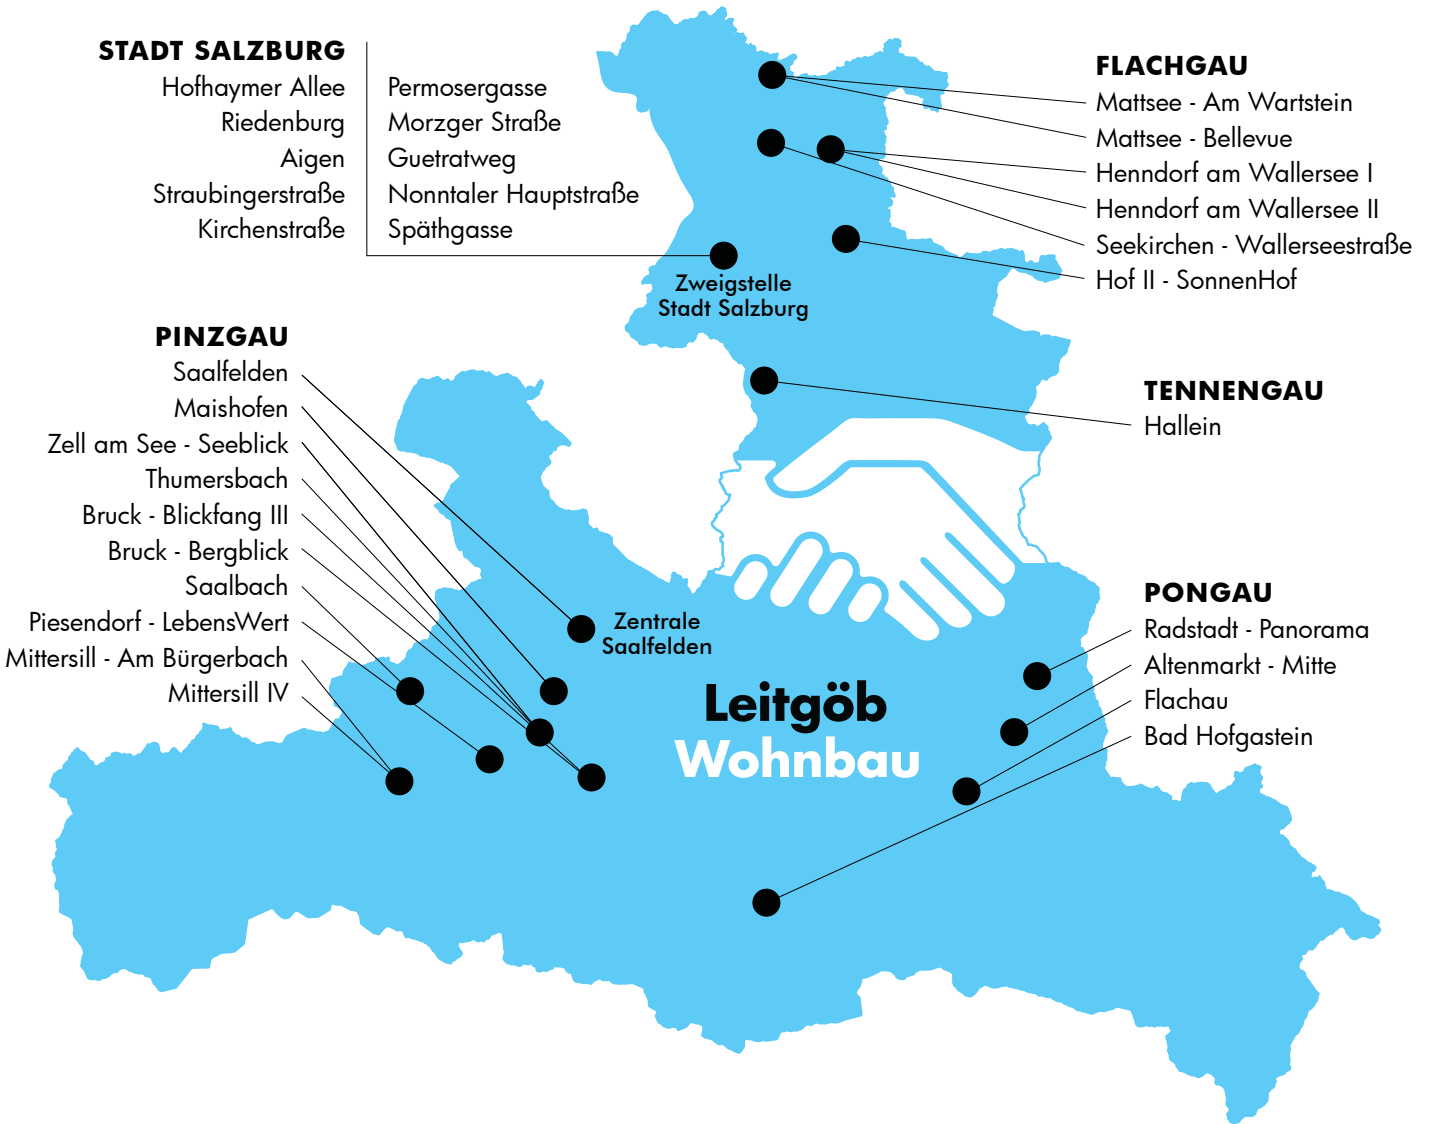 STADT SALZBURG
Hofhaymer Allee
Riedenburg
Aigen
Straubingerstraße
Kirchenstraße
Permosergasse
Morzger Straße
Guetratweg
Nonntaler Hauptstraße
Späthgasse
Zweigstelle
Stadt Salzburg
FLACHGAU
Mattsee - Am Wartstein
Mattsee - Bellevue
Henndorf am Wallersee I
Henndorf am Wallersee II
Seekirchen - Wallerseestraße
Hof II - SonnenHof
PINZGAU
Saalfelden
Maishofen
Zell am See - Seeblick
Thumersbach
Bruck - Blickfang III
Bruck - Bergblick
Saalbach
Piesendorf - LebensWert
Mittersill - Am Bürgerbach
Mittersill IV
Zentrale
Saalfelden
TENNENGAU
Hallein
PONGAU
Radstadt - Panorama
Altenmarkt - Mitte
Flachau
Bad Hofgastein
Leitgöb
Wohnbau